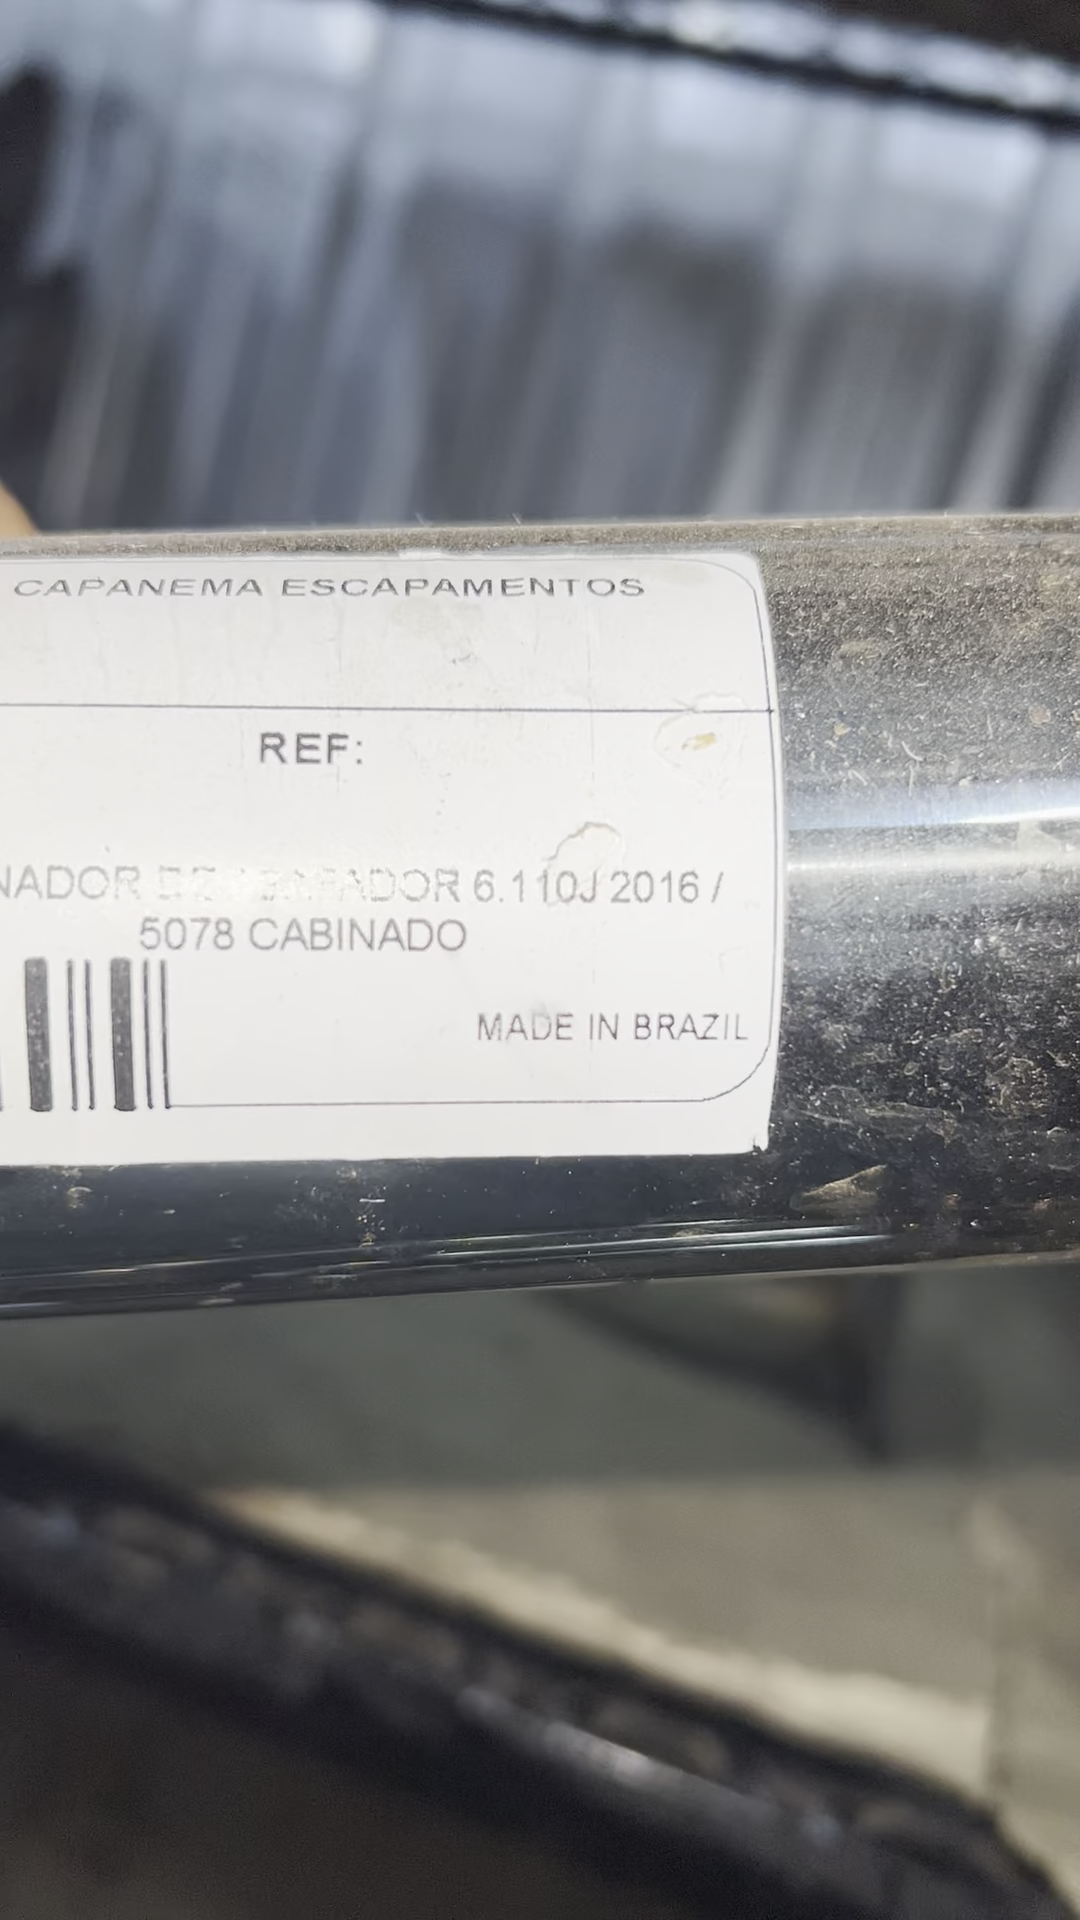 CAPANEMA ESCAPAMENTOS
REF:
NADOR 6.110J 2016 /
5078 CABINADO
MADE IN BRAZIL